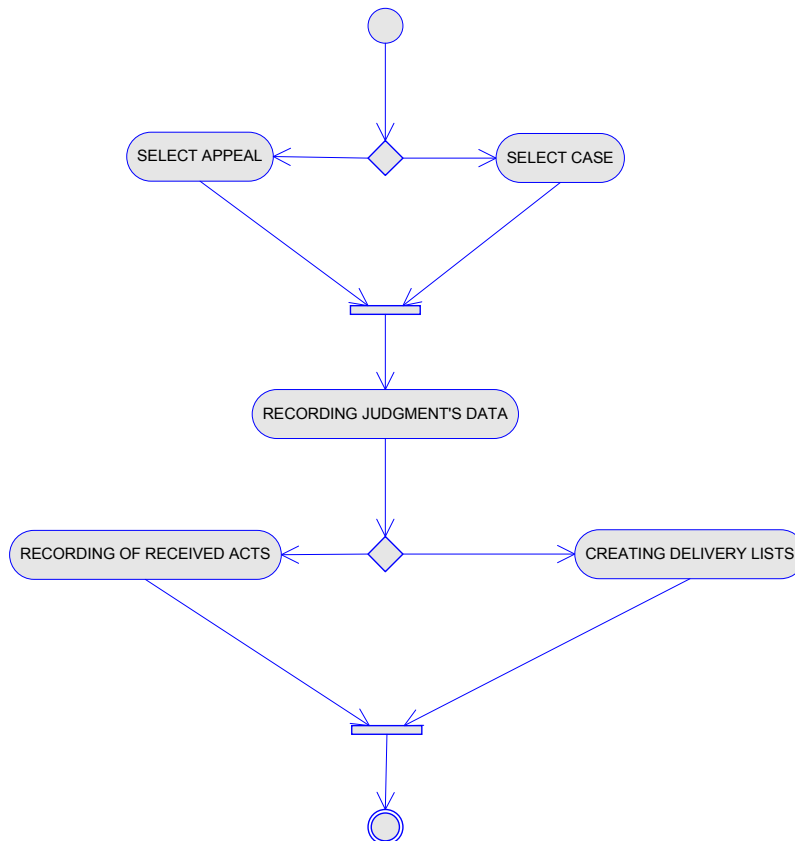 SELECT APPEAL
SELECT CASE
RECORDING JUDGMENT'S DATA
RECORDING OF RECEIVED ACTS
CREATING DELIVERY LISTS